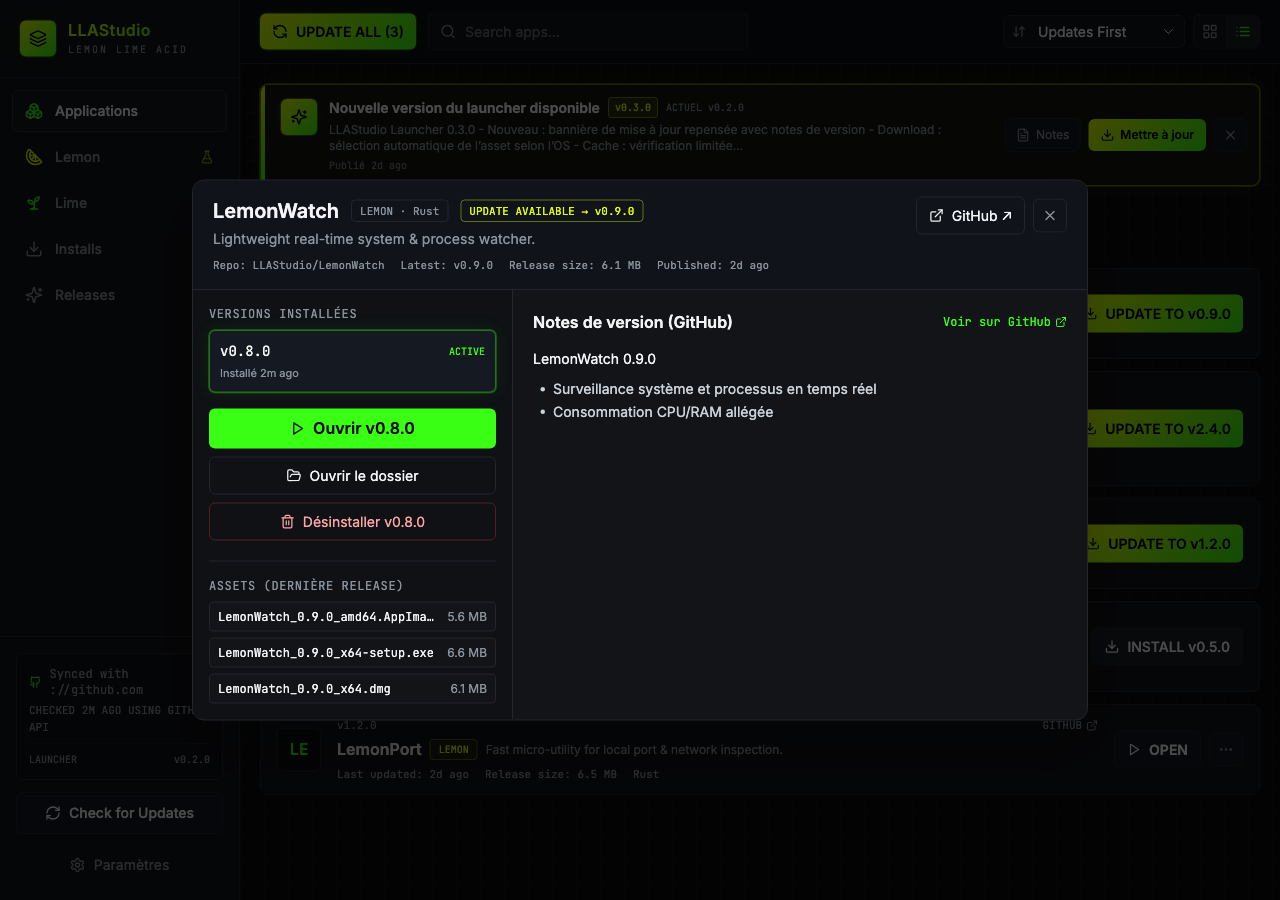 LLAStudio
LEMON LIME ACID
UPDATE ALL (3)
Search apps...
Updates First
Applications
Lemon
Lime
Installs
Releases
Nouvelle version du launcher disponible v0.3.0 ACTUEL v0.2.0
LLAStudio Launcher 0.3.0 - Nouveau : bannière de mise à jour repensée avec notes de version - Download :
sélection automatique de l'asset selon l'OS - Cache : vérification limitée…
Publié 2d ago
Notes
Mettre à jour
LemonWatch LEMON · Rust UPDATE AVAILABLE → v0.9.0
GitHub ↗
Lightweight real-time system & process watcher.
Repo: LLAStudio/LemonWatch Latest: v0.9.0 Release size: 6.1 MB Published: 2d ago
VERSIONS INSTALLÉES
v0.8.0 ACTIVE
Installé 2m ago
Ouvrir v0.8.0
Ouvrir le dossier
Désinstaller v0.8.0
ASSETS (DERNIÈRE RELEASE)
LemonWatch_0.9.0_amd64.AppIma… 5.6 MB
LemonWatch_0.9.0_x64-setup.exe 6.6 MB
LemonWatch_0.9.0_x64.dmg 6.1 MB
Notes de version (GitHub)
Voir sur GitHub
LemonWatch 0.9.0
• Surveillance système et processus en temps réel
• Consommation CPU/RAM allégée
UPDATE TO v0.9.0
UPDATE TO v2.4.0
UPDATE TO v1.2.0
INSTALL v0.5.0
v1.2.0
GITHUB
LE
LemonPort LEMON Fast micro-utility for local port & network inspection.
Last updated: 2d ago Release size: 6.5 MB Rust
OPEN
Synced with
://github.com
CHECKED 2M AGO USING GITH
API
LAUNCHER v0.2.0
Check for Updates
Paramètres